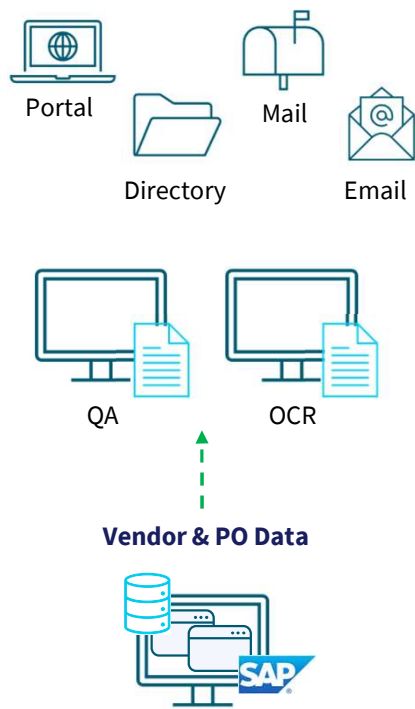 Portal
Mail
Directory
Email
@
QA
OCR
Vendor & PO Data
SAP